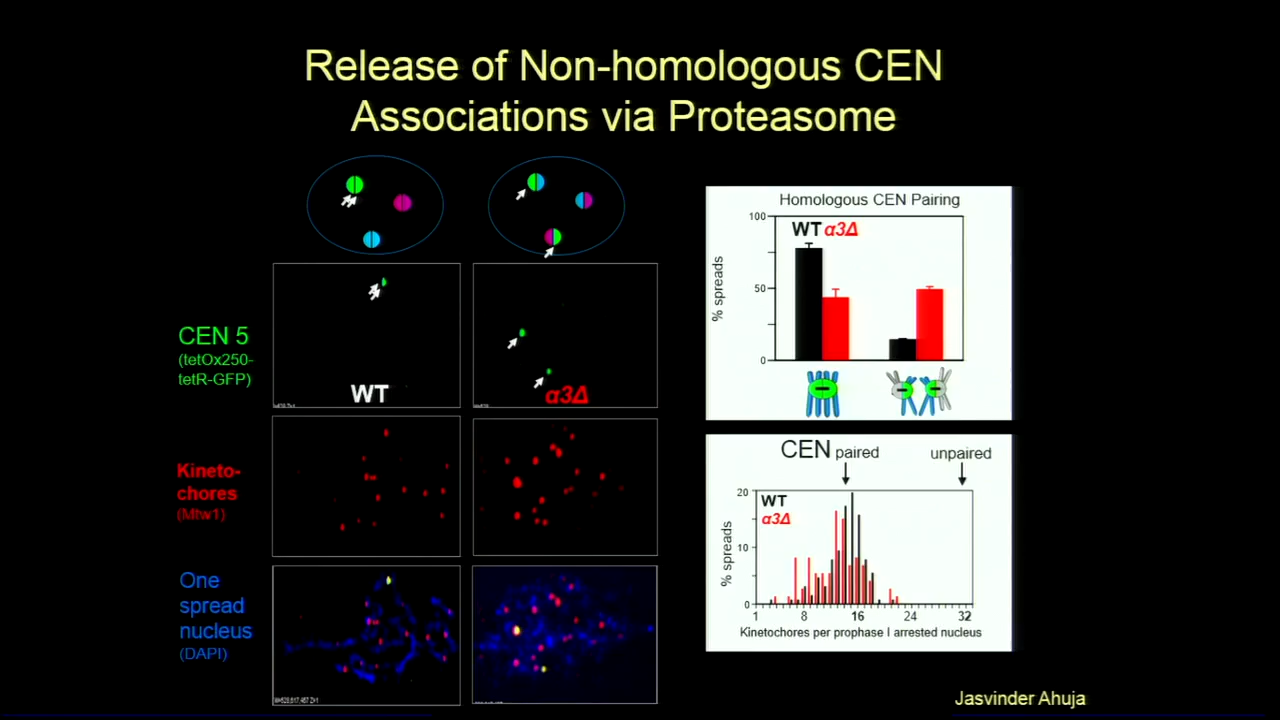 Release of Non-homologous CEN
Associations via Proteasome
CEN 5
(tetOx250-
tetR-GFP)
WT
α3Δ
Kineto-
chores
(Mtw1)
One
spread
nucleus
(DAPI)
Homologous CEN Pairing
WT α3Δ
% spreads
100
50
0
CEN paired
unpaired
WT
α3Δ
% spreads
20
10
0
1 8 16 24 32
Kinetochores per prophase I arrested nucleus
Jasvinder Ahuja